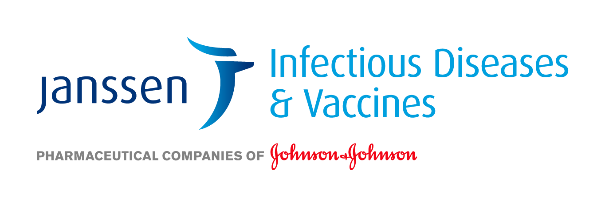 Janssen
Infectious Diseases
& Vaccines
PHARMACEUTICAL COMPANIES OF Johnson+Johnson